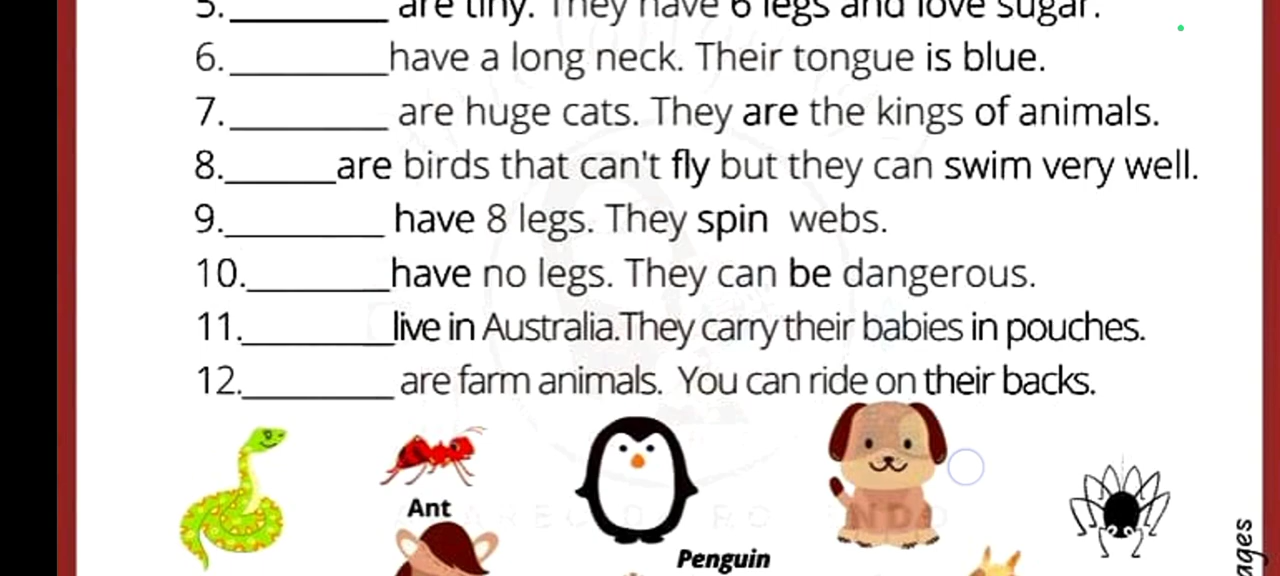 5.________ are tiny. They have 6 legs and love sugar.
6.________have a long neck. Their tongue is blue.
7.________ are huge cats. They are the kings of animals.
8.______are birds that can't fly but they can swim very well.
9.________ have 8 legs. They spin webs.
10._______have no legs. They can be dangerous.
11.________live in Australia.They carry their babies in pouches.
12.________ are farm animals. You can ride on their backs.
Ant
Penguin
ages